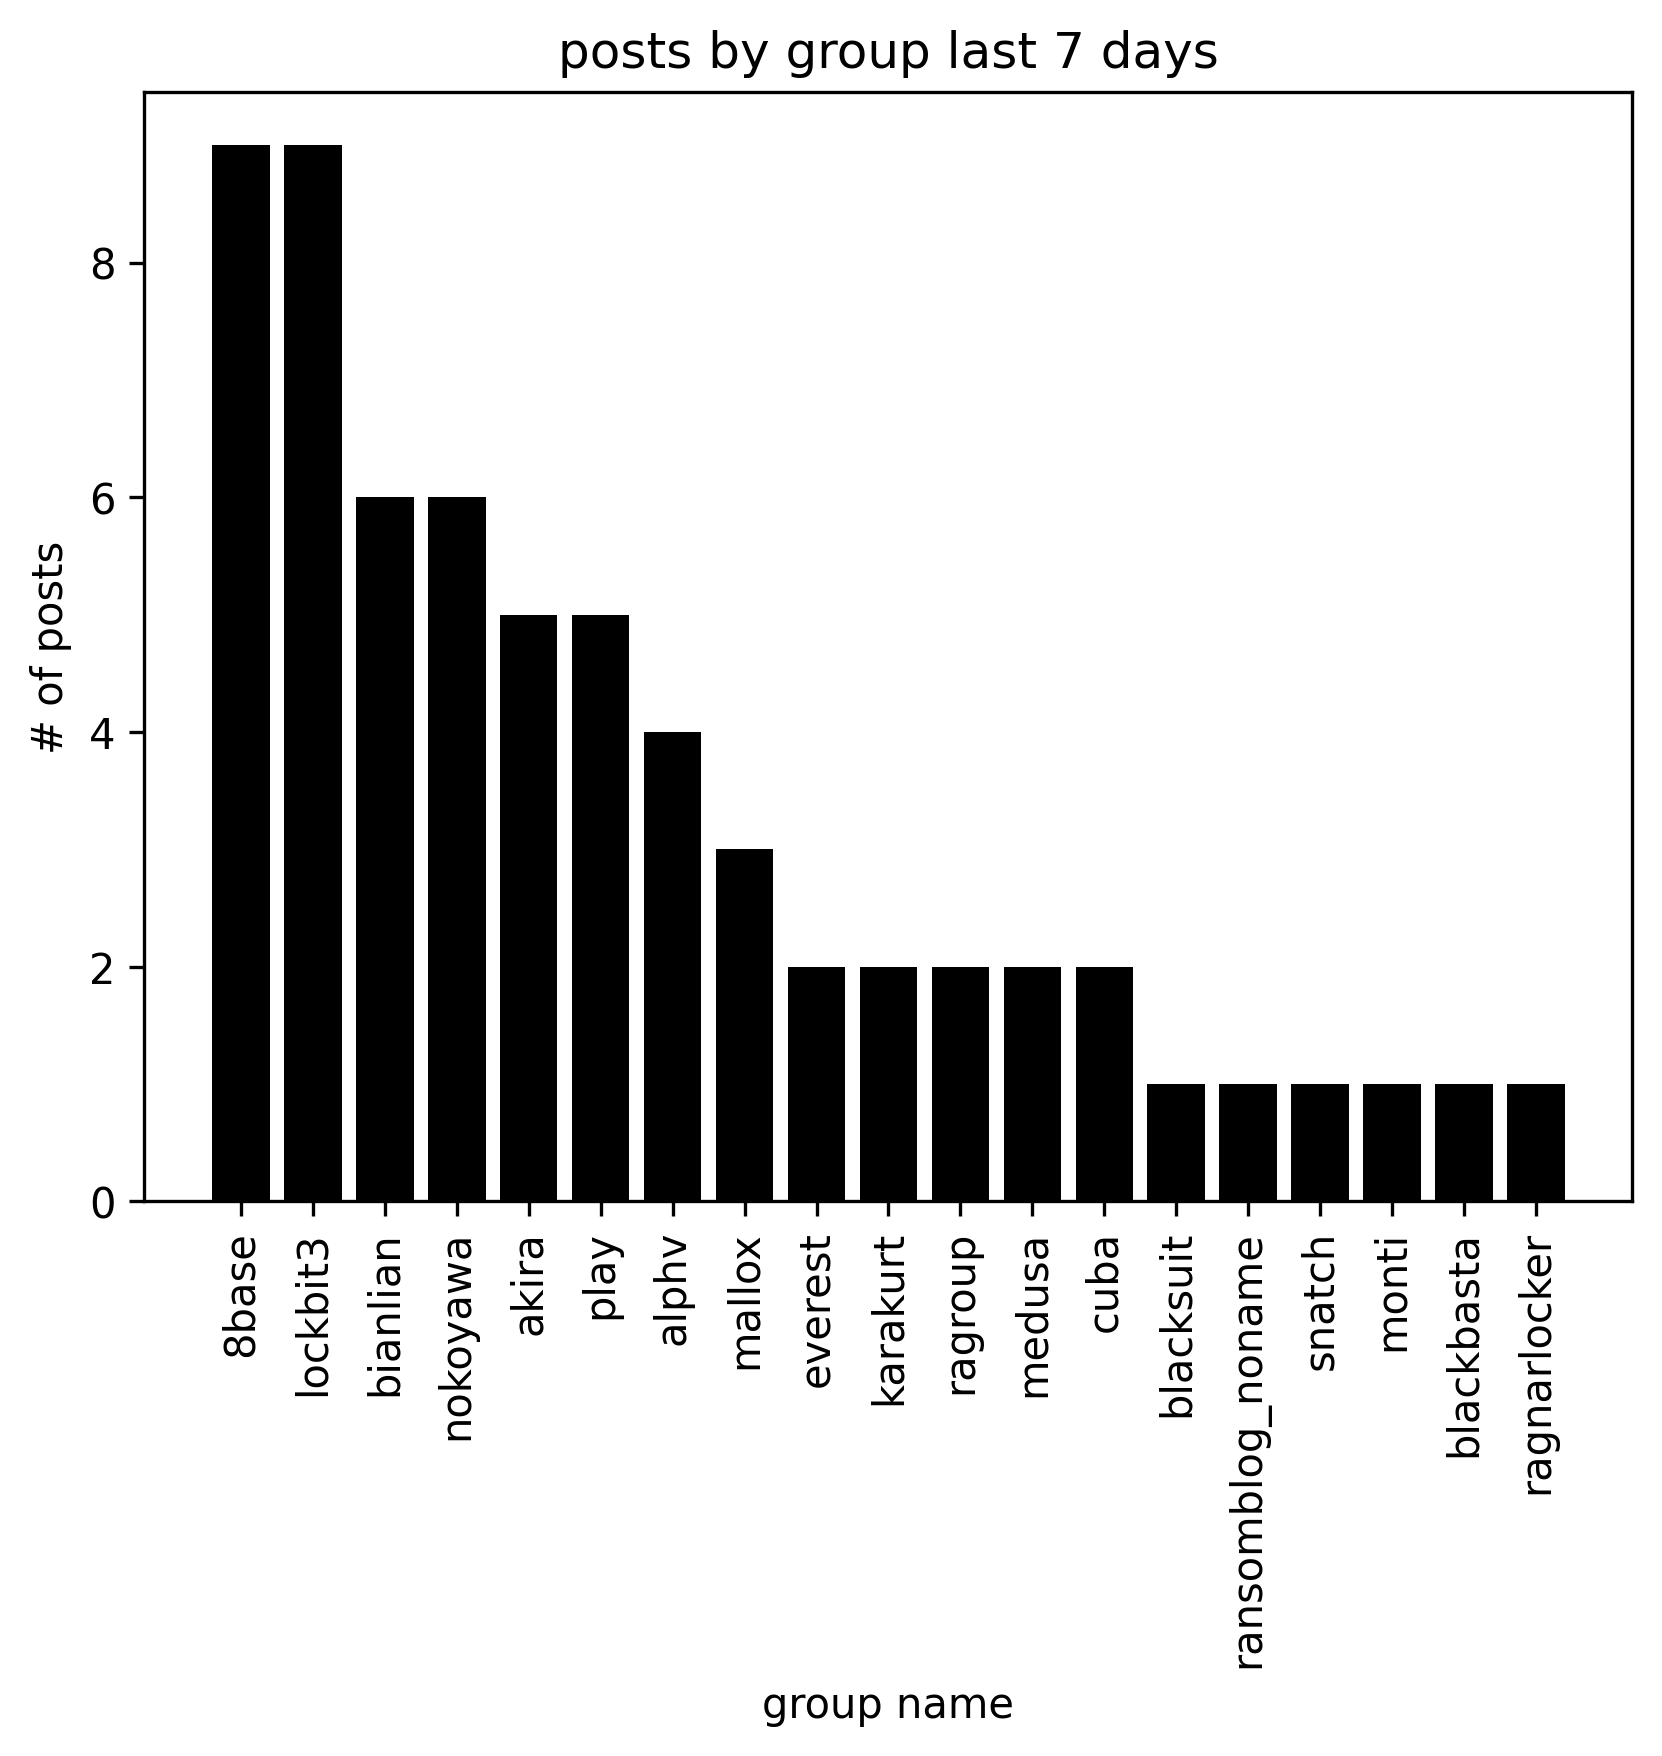 posts by group last 7 days
# of posts
8
6
4
2
0
8base
lockbit3
bianlian
nokoyawa
akira
play
alphv
mallox
everest
karakurt
ragroup
medusa
cuba
blacksuit
ransomblog_noname
snatch
monti
blackbasta
ragnarlocker
group name